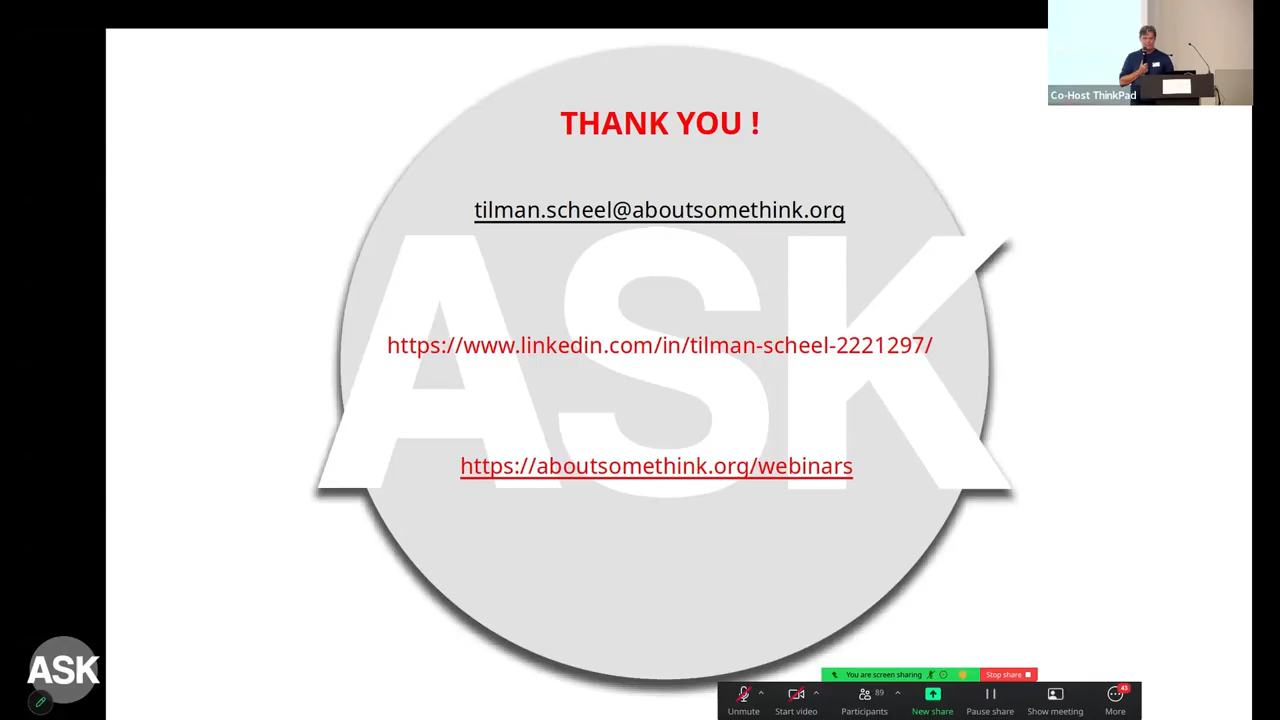 Co-Host ThinkPad
THANK YOU !
tilman.scheel@aboutsomethink.org
ASK
https://www.linkedin.com/in/tilman-scheel-2221297/
https://aboutsomethink.org/webinars
ASK
You are screen sharing
Stop share
89
43
Unmute
Start video
Participants
New share
Pause share
Show meeting
More